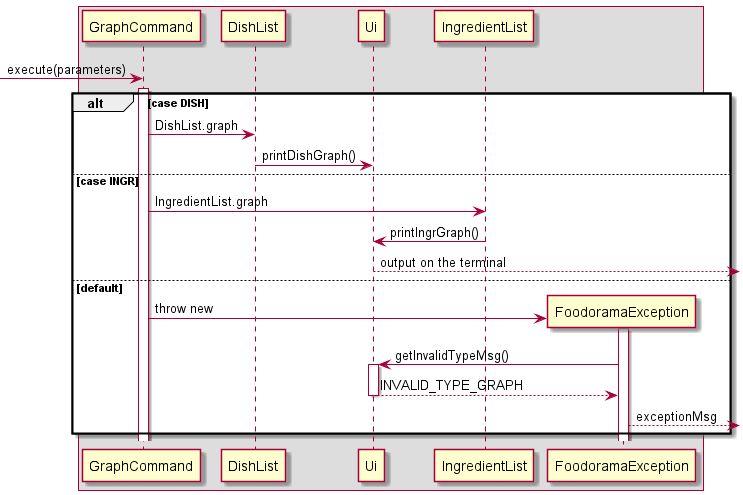 GraphCommand DishList Ui IngredientList
execute(parameters)
alt [case DISH]
DishList.graph
printDishGraph()
[case INGR]
IngredientList.graph
printIngrGraph()
output on the terminal
[default]
throw new FoodoramaException
getInvalidTypeMsg()
INVALID_TYPE_GRAPH
exceptionMsg
GraphCommand DishList Ui IngredientList FoodoramaException